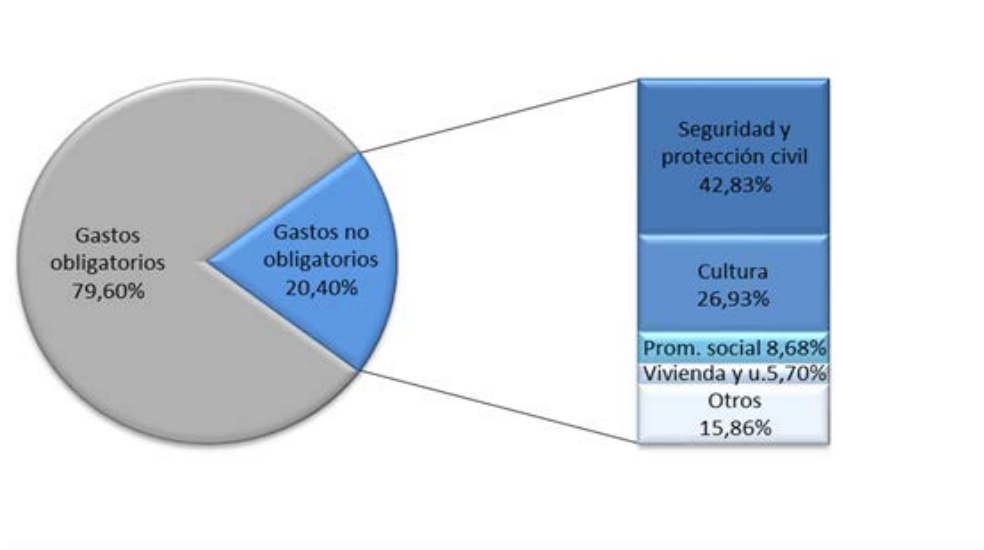 Gastos
obligatorios
79,60%
Gastos no
obligatorios
20,40%
Seguridad y
protección civil
42,83%
Cultura
26,93%
Prom. social 8,68%
Vivienda y u.5,70%
Otros
15,86%